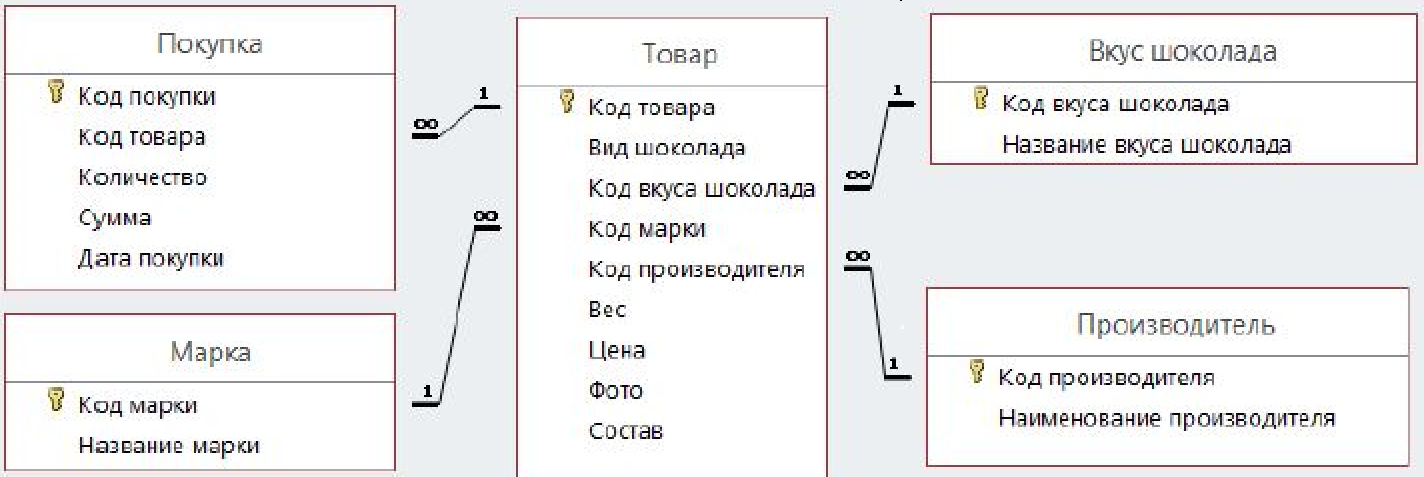 Покупка
Код покупки
Код товара
Количество
Сумма
Дата покупки
∞
1
Марка
Код марки
Название марки
1
∞
Товар
Код товара
Вид шоколада
Код вкуса шоколада
Код марки
Код производителя
Вес
Цена
Фото
Состав
1
∞
Вкус шоколада
Код вкуса шоколада
Название вкуса шоколада
∞
1
Производитель
Код производителя
Наименование производителя